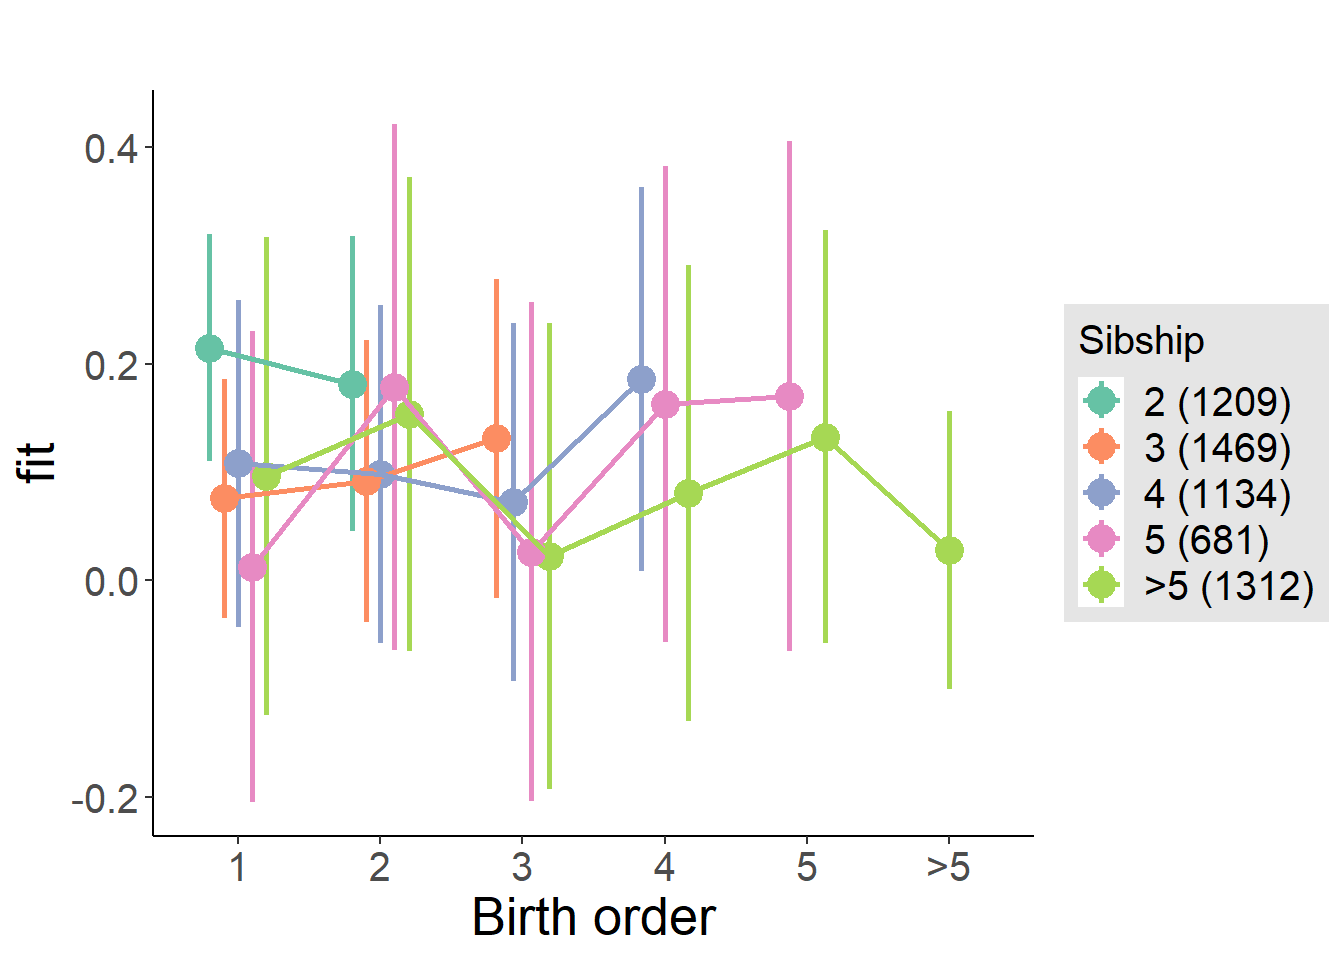 0.4
0.2
0.0
-0.2
fit
1 2 3 4 5 >5
Birth order
Sibship
2 (1209)
3 (1469)
4 (1134)
5 (681)
>5 (1312)